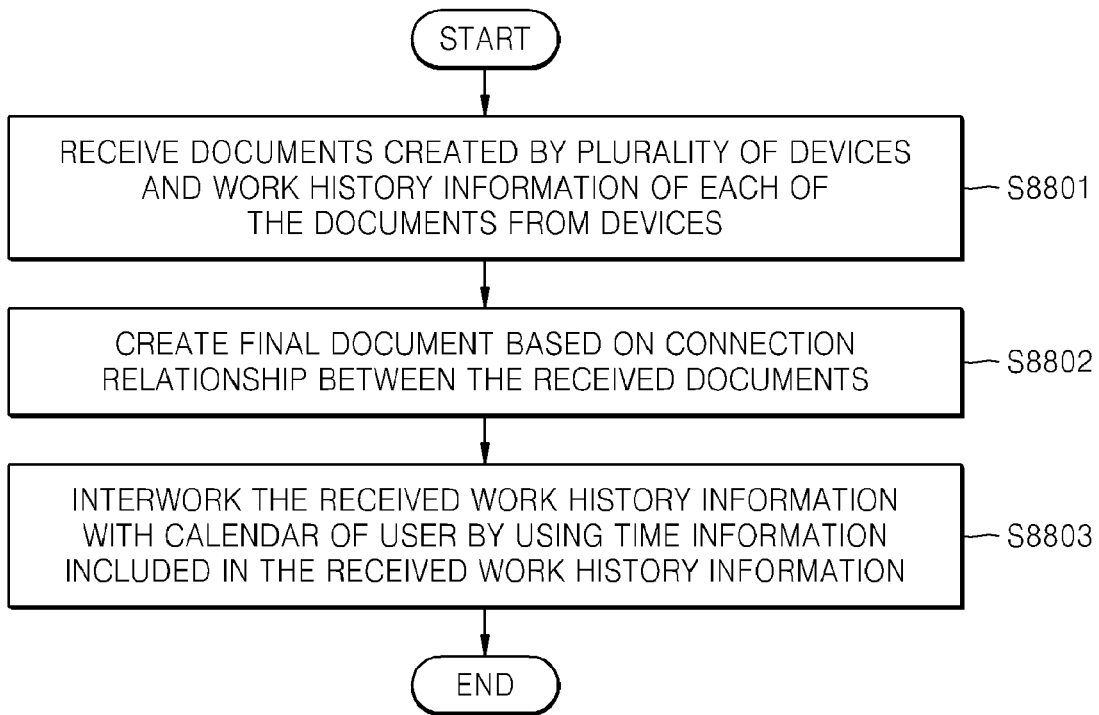 START
RECEIVE DOCUMENTS CREATED BY PLURALITY OF DEVICES
AND WORK HISTORY INFORMATION OF EACH OF
THE DOCUMENTS FROM DEVICES
S8801
CREATE FINAL DOCUMENT BASED ON CONNECTION
RELATIONSHIP BETWEEN THE RECEIVED DOCUMENTS
S8802
INTERWORK THE RECEIVED WORK HISTORY INFORMATION
WITH CALENDAR OF USER BY USING TIME INFORMATION
INCLUDED IN THE RECEIVED WORK HISTORY INFORMATION
S8803
END